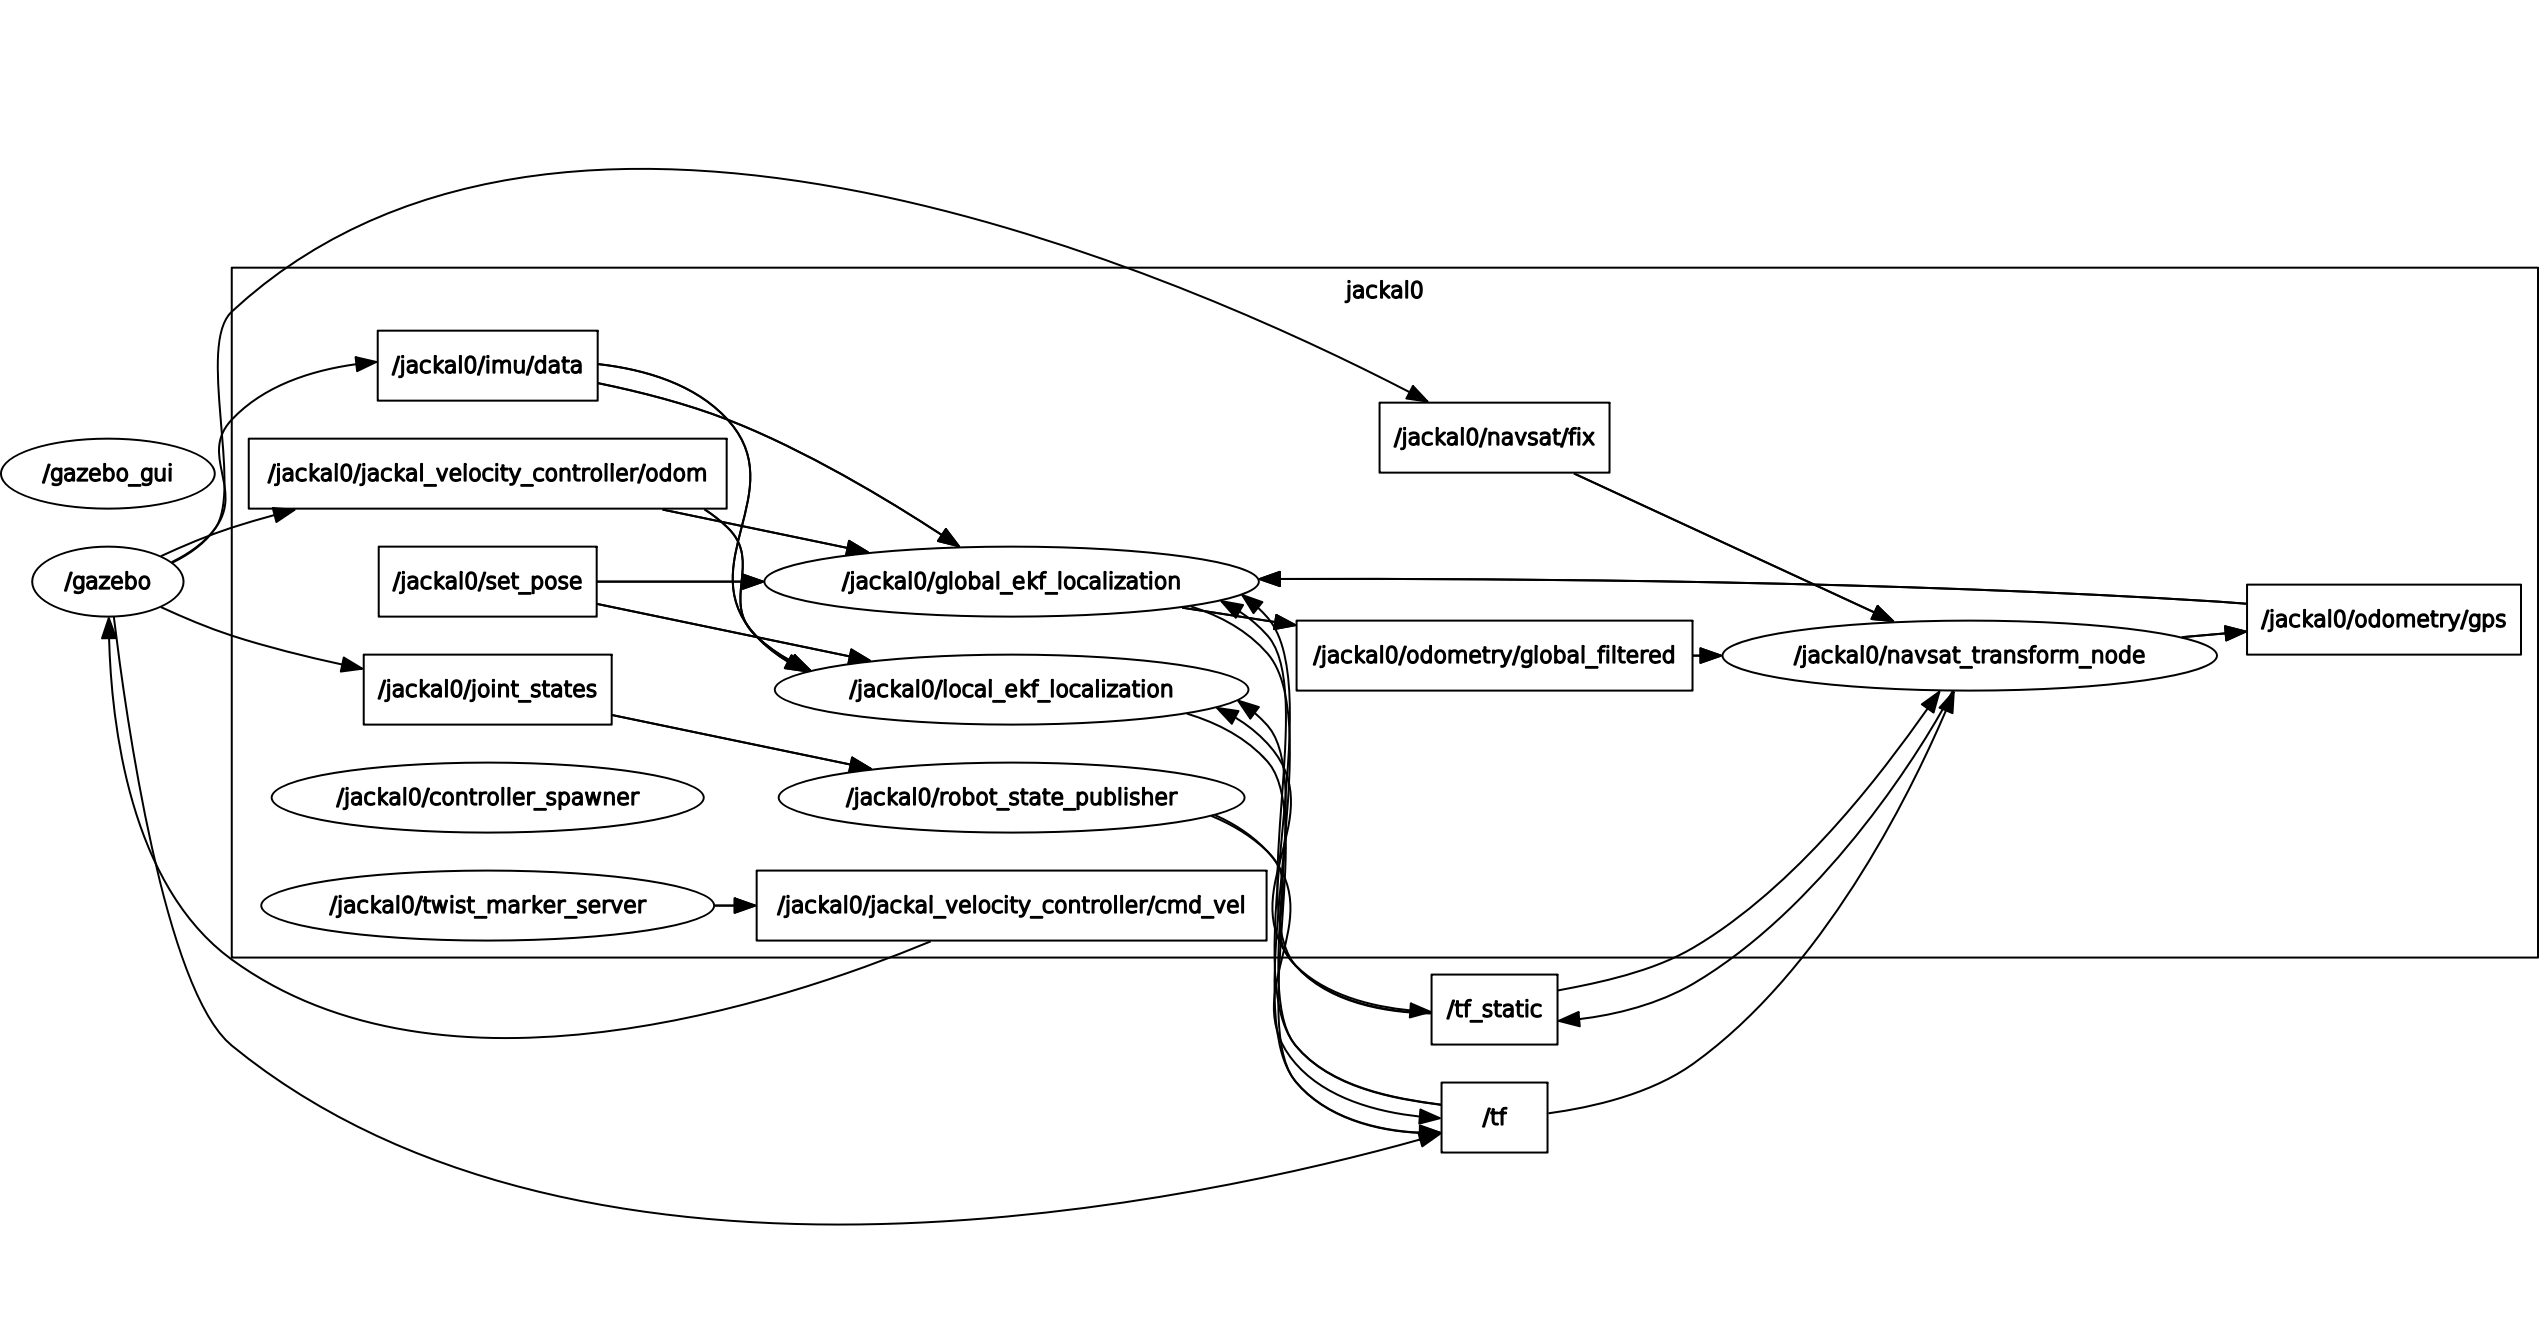 jackal0
/jackal0/imu/data
/jackal0/navsat/fix
/gazebo_gui
/jackal0/jackal_velocity_controller/odom
/gazebo
/jackal0/set_pose
/jackal0/global_ekf_localization
/jackal0/odometry/gps
/jackal0/odometry/global_filtered
/jackal0/navsat_transform_node
/jackal0/joint_states
/jackal0/local_ekf_localization
/jackal0/controller_spawner
/jackal0/robot_state_publisher
/jackal0/twist_marker_server
/jackal0/jackal_velocity_controller/cmd_vel
/tf_static
/tf